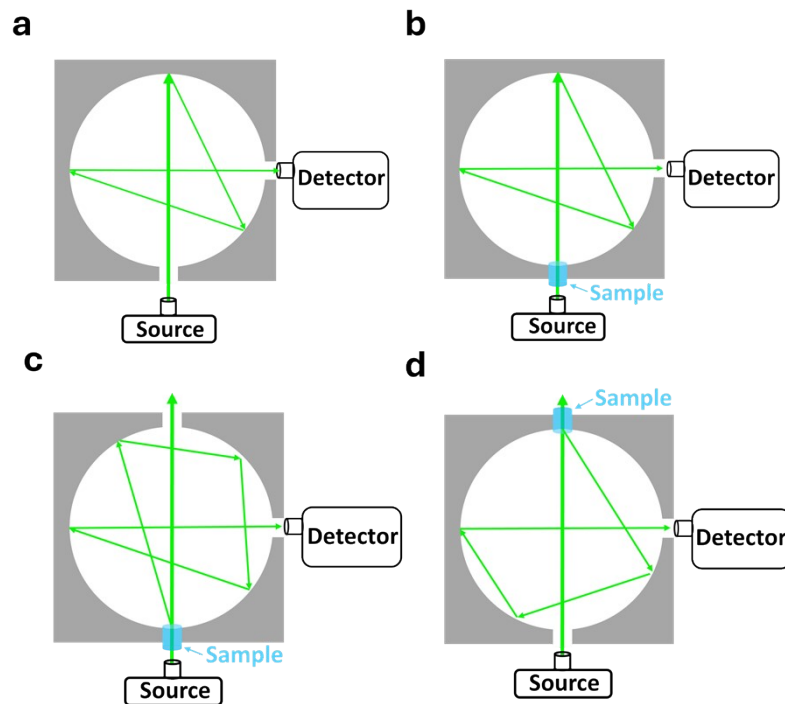 a
b
Detector
Detector
Sample
Source
Source
c
d
Sample
Detector
Detector
Sample
Source
Source